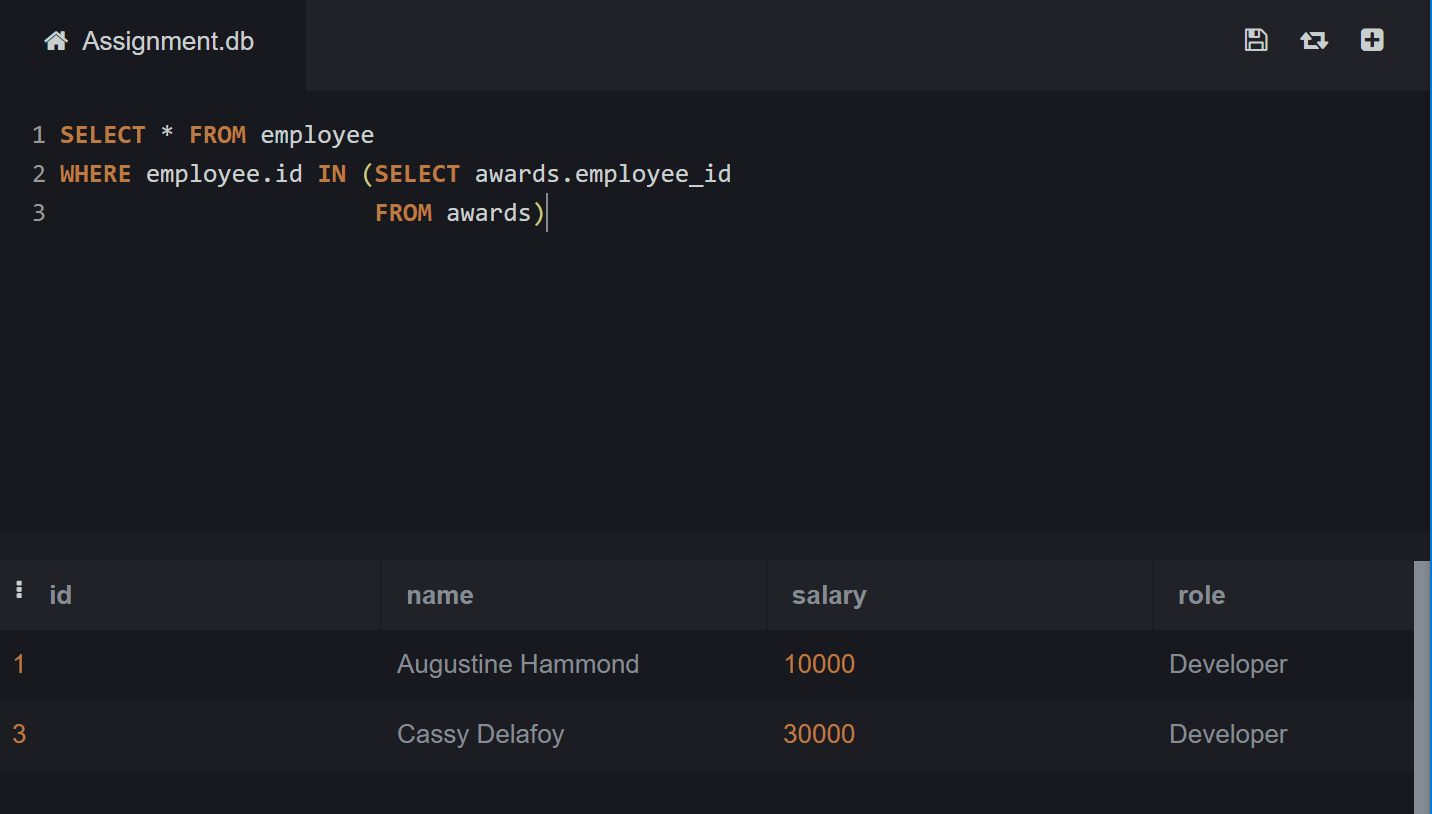 Assignment.db
1 SELECT * FROM employee
2 WHERE employee.id IN (SELECT awards.employee_id
3                      FROM awards)
id name salary role
1 Augustine Hammond 10000 Developer
3 Cassy Delafoy 30000 Developer